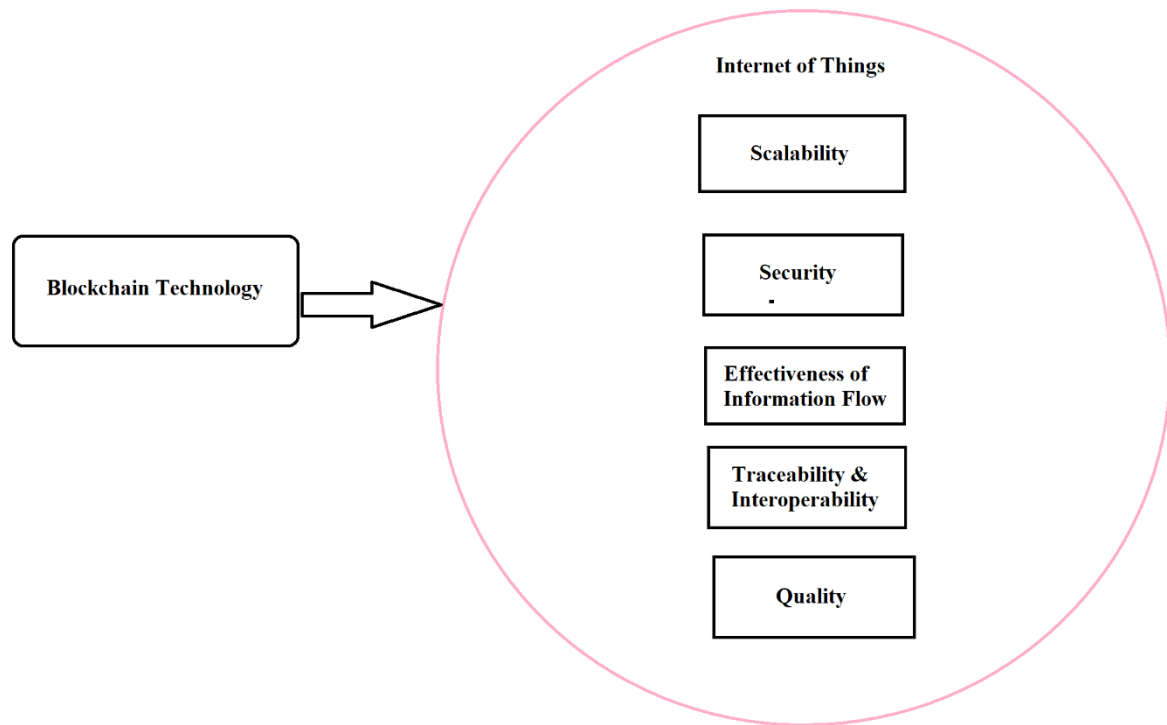 Internet of Things
Scalability
Blockchain Technology
Security
Effectiveness of
Information Flow
Traceability &
Interoperability
Quality